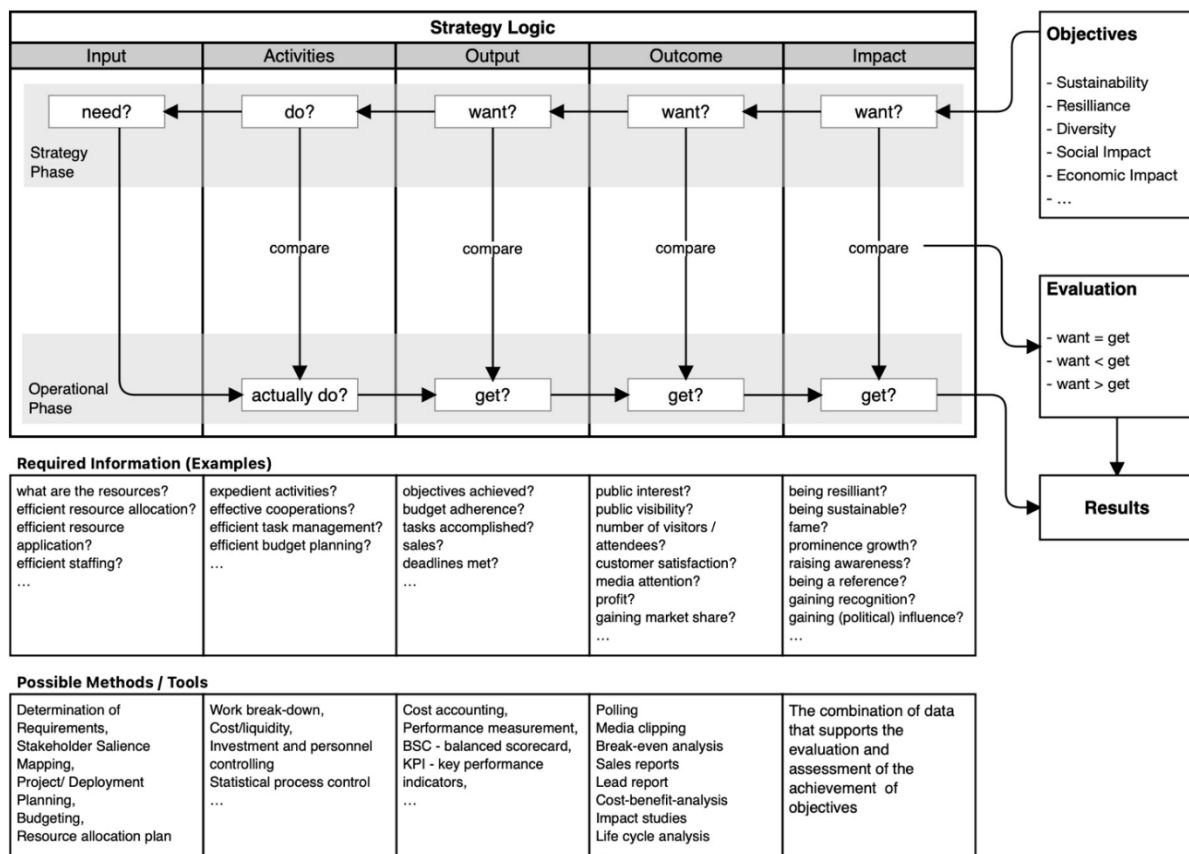 Strategy Logic
Input
Activities
Output
Outcome
Impact
need?
do?
want?
want?
want?
Strategy
Phase
compare
compare
compare
compare
Operational
Phase
actually do?
get?
get?
get?
Objectives
- Sustainability
- Resilliance
- Diversity
- Social Impact
- Economic Impact
- ...
Evaluation
- want = get
- want < get
- want > get
Results
Required Information (Examples)
what are the resources?
efficient resource allocation?
efficient resource
application?
efficient staffing?
...
expedient activities?
effective cooperations?
efficient task management?
efficient budget planning?
...
objectives achieved?
budget adherence?
tasks accomplished?
sales?
deadlines met?
...
public interest?
public visibility?
number of visitors /
attendees?
customer satisfaction?
media attention?
profit?
gaining market share?
...
being resilliant?
being sustainable?
fame?
prominence growth?
raising awareness?
being a reference?
gaining recognition?
gaining (political) influence?
...
Possible Methods / Tools
Determination of
Requirements,
Stakeholder Salience
Mapping,
Project/ Deployment
Planning,
Budgeting,
Resource allocation plan
Work break-down,
Cost/liquidity,
Investment and personnel
controlling
Statistical process control
...
Cost accounting,
Performance measurement,
BSC - balanced scorecard,
KPI - key performance
indicators,
...
Polling
Media clipping
Break-even analysis
Sales reports
Lead report
Cost-benefit-analysis
Impact studies
Life cycle analysis
The combination of data
that supports the
evaluation and
assessment of the
achievement of
objectives